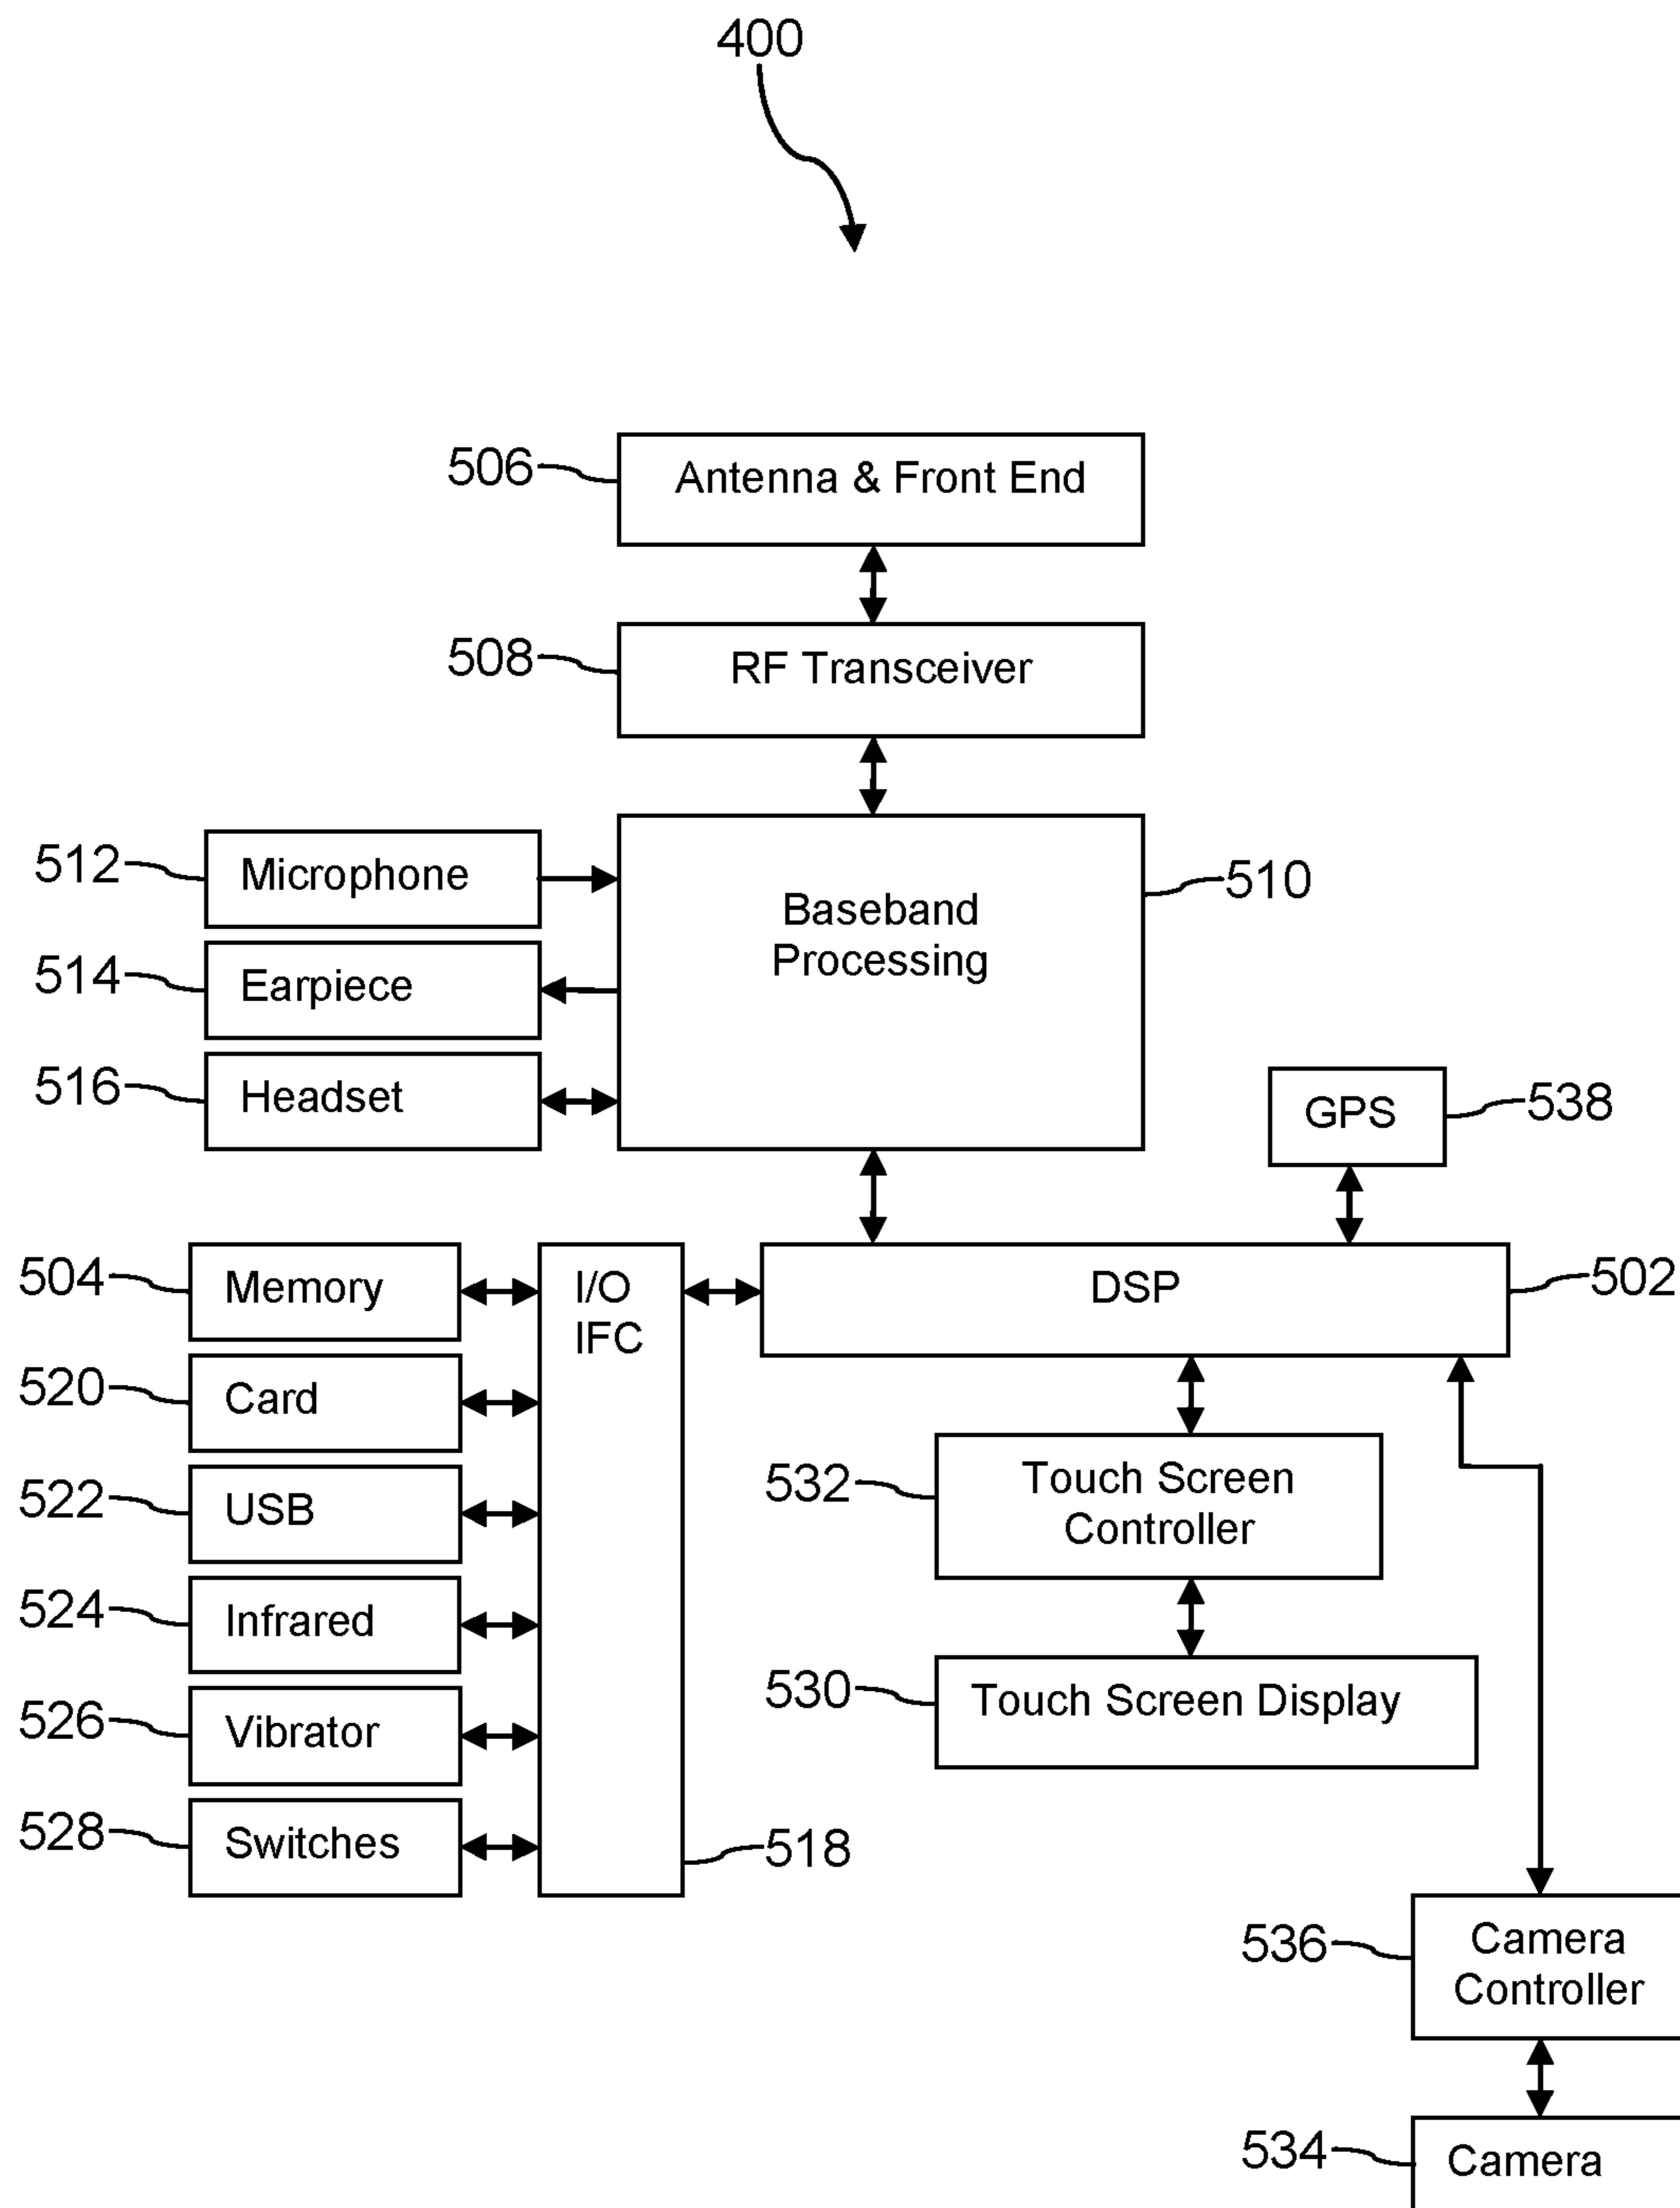 400
506
Antenna & Front End
508
RF Transceiver
512
Microphone
510
Baseband
Processing
514
Earpiece
516
Headset
GPS
538
504
Memory
I/O
IFC
DSP
502
520
Card
522
USB
532
Touch Screen
Controller
524
Infrared
530
Touch Screen Display
526
Vibrator
528
Switches
518
536
Camera
Controller
534
Camera